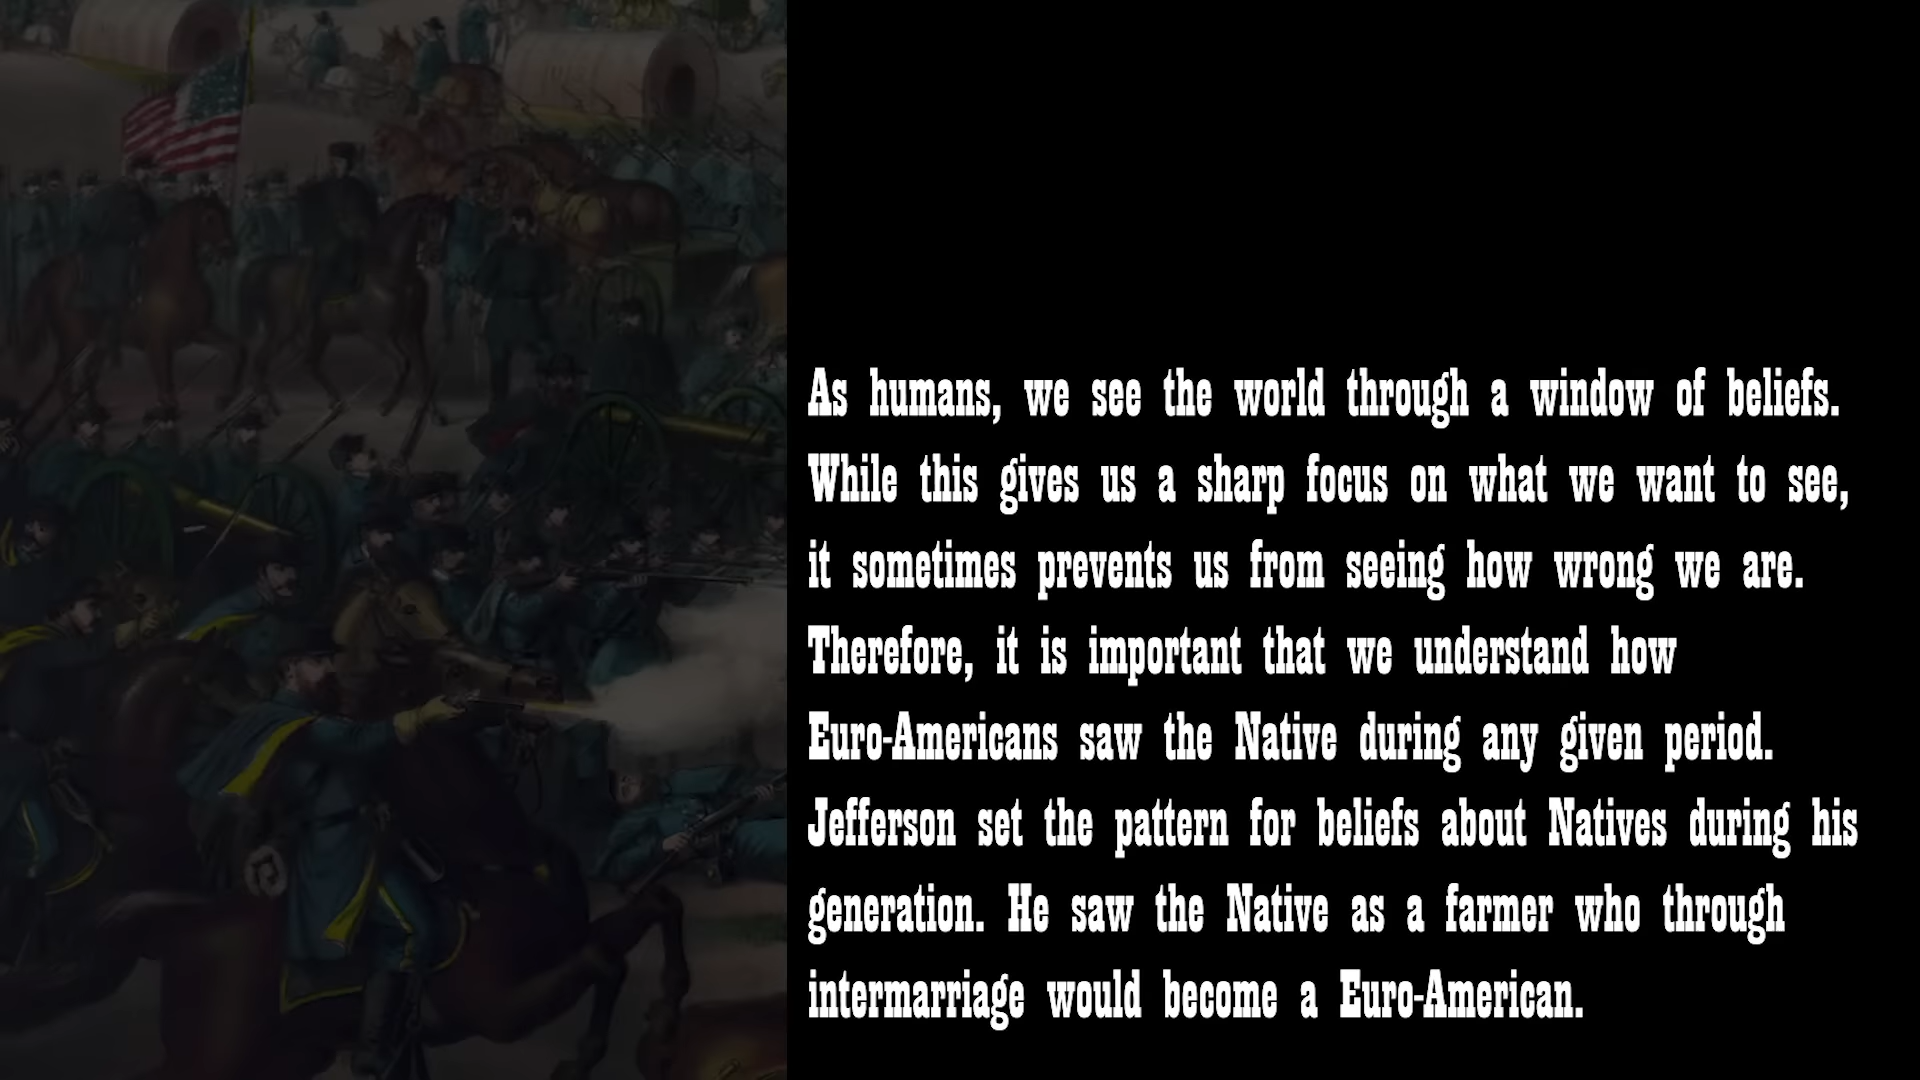 As humans, we see the world through a window of beliefs.
While this gives us a sharp focus on what we want to see,
it sometimes prevents us from seeing how wrong we are.
Therefore, it is important that we understand how
Euro-Americans saw the Native during any given period.
Jefferson set the pattern for beliefs about Natives during his
generation. He saw the Native as a farmer who through
intermarriage would become a Euro-American.